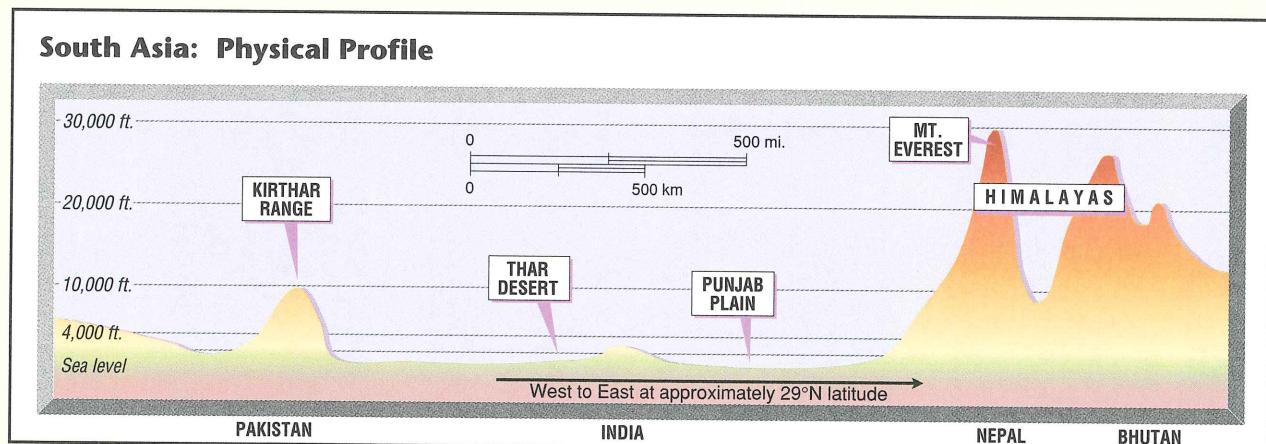 South Asia: Physical Profile
30,000 ft.
0 500 mi.
0 500 km
MT.
EVEREST
KIRTHAR
RANGE
HIMALAYAS
20,000 ft.
THAR
DESERT
PUNJAB
PLAIN
10,000 ft.
4,000 ft.
Sea level
West to East at approximately 29°N latitude
PAKISTAN INDIA NEPAL BHUTAN